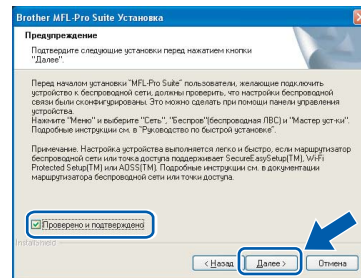 Brother MFL-Pro Suite Установка
Предупреждение
Подтвердите следующие установки перед нажатием кнопки
"Далее".
Перед началом установки "MFL-Pro Suite" пользователи, желающие подключить
устройство к беспроводной сети, должны проверить, что настройки беспроводной
связи были сконфигурированы. Это можно сделать при помощи панели управления
устройства.
Нажмите "Меню" и выберите "Сеть", "Беспров"(беспроводная ЛВС) и "Мастер уст-ки".
Подробные инструкции см. в "Руководство по быстрой установке".
Примечание. Настройка устройства выполняется легко и быстро, если маршрутизатор
беспроводной сети или точка доступа поддерживает SecureEasySetup(TM), Wi-Fi
Protected Setup(TM) или AOSS(TM). Подробные инструкции см. в документации
маршрутизатора беспроводной сети или точки доступа.
Проверено и подтверждено
InstallShield
< Назад Далее > Отмена